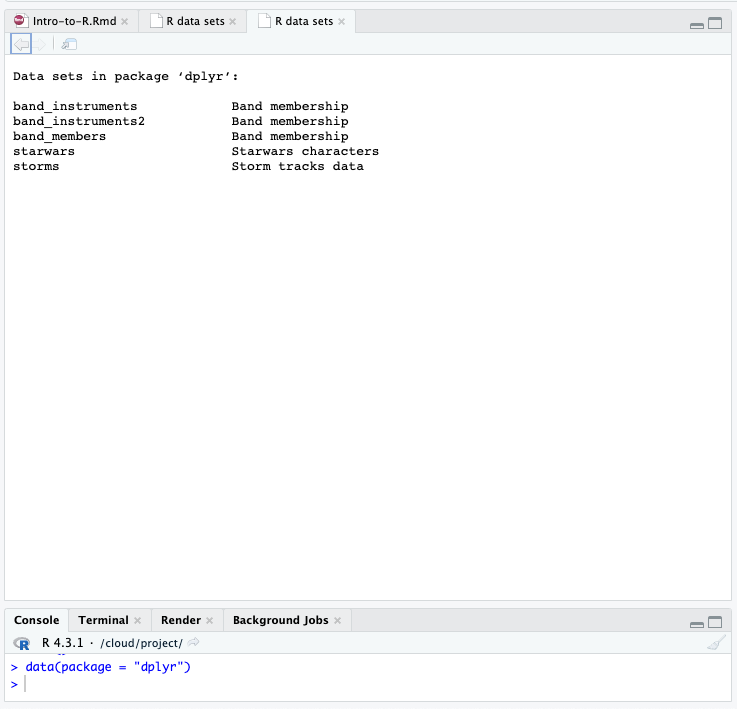 Intro-to-R.Rmd × R data sets × R data sets ×
Data sets in package ‘dplyr’:
band_instruments Band membership
band_instruments2 Band membership
band_members Band membership
starwars Starwars characters
storms Storm tracks data
Console Terminal × Render × Background Jobs ×
R R 4.3.1 · /cloud/project/
> data(package = "dplyr")
>